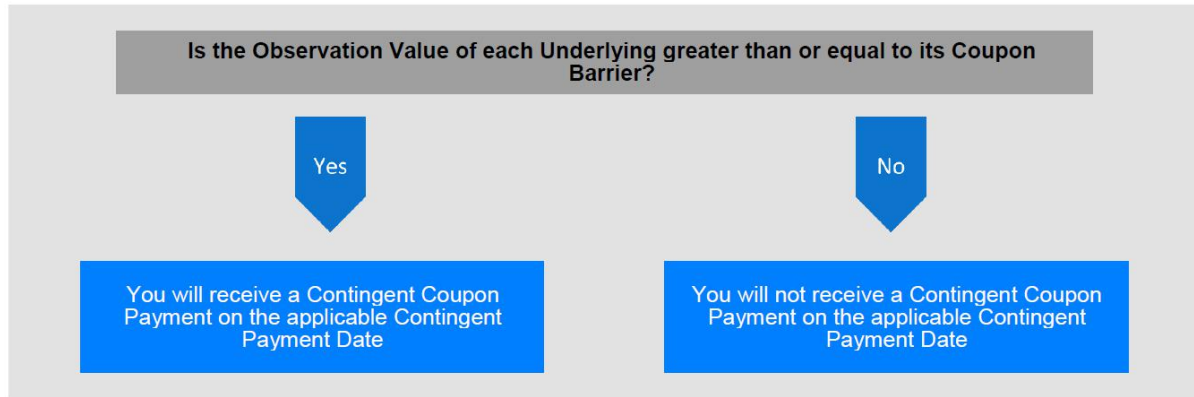 Is the Observation Value of each Underlying greater than or equal to its Coupon
Barrier?
Yes
No
You will receive a Contingent Coupon
Payment on the applicable Contingent
Payment Date
You will not receive a Contingent Coupon
Payment on the applicable Contingent
Payment Date